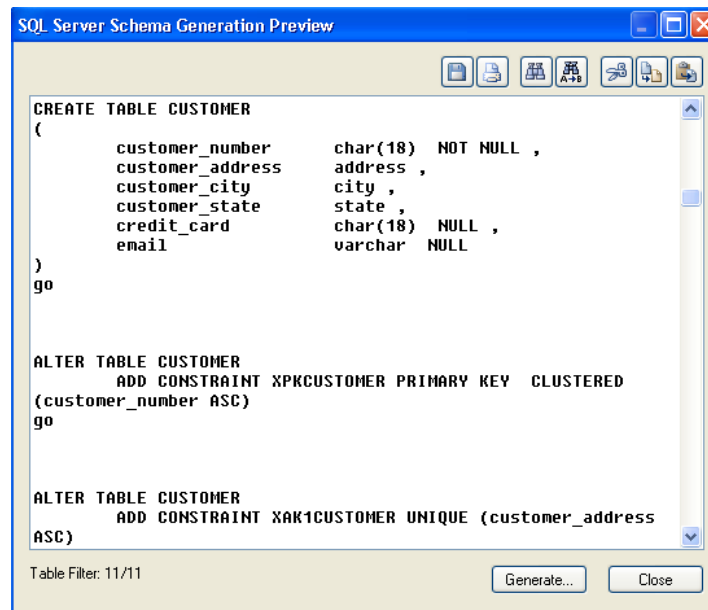 SQL Server Schema Generation Preview
A→B
CREATE TABLE CUSTOMER
(
customer_number char(18) NOT NULL ,
customer_address address ,
customer_city city ,
customer_state state ,
credit_card char(18) NULL ,
email varchar NULL
)
go
ALTER TABLE CUSTOMER
ADD CONSTRAINT XPKCUSTOMER PRIMARY KEY CLUSTERED
(customer_number ASC)
go
ALTER TABLE CUSTOMER
ADD CONSTRAINT XAK1CUSTOMER UNIQUE (customer_address
ASC)
Table Filter: 11/11
Generate...
Close